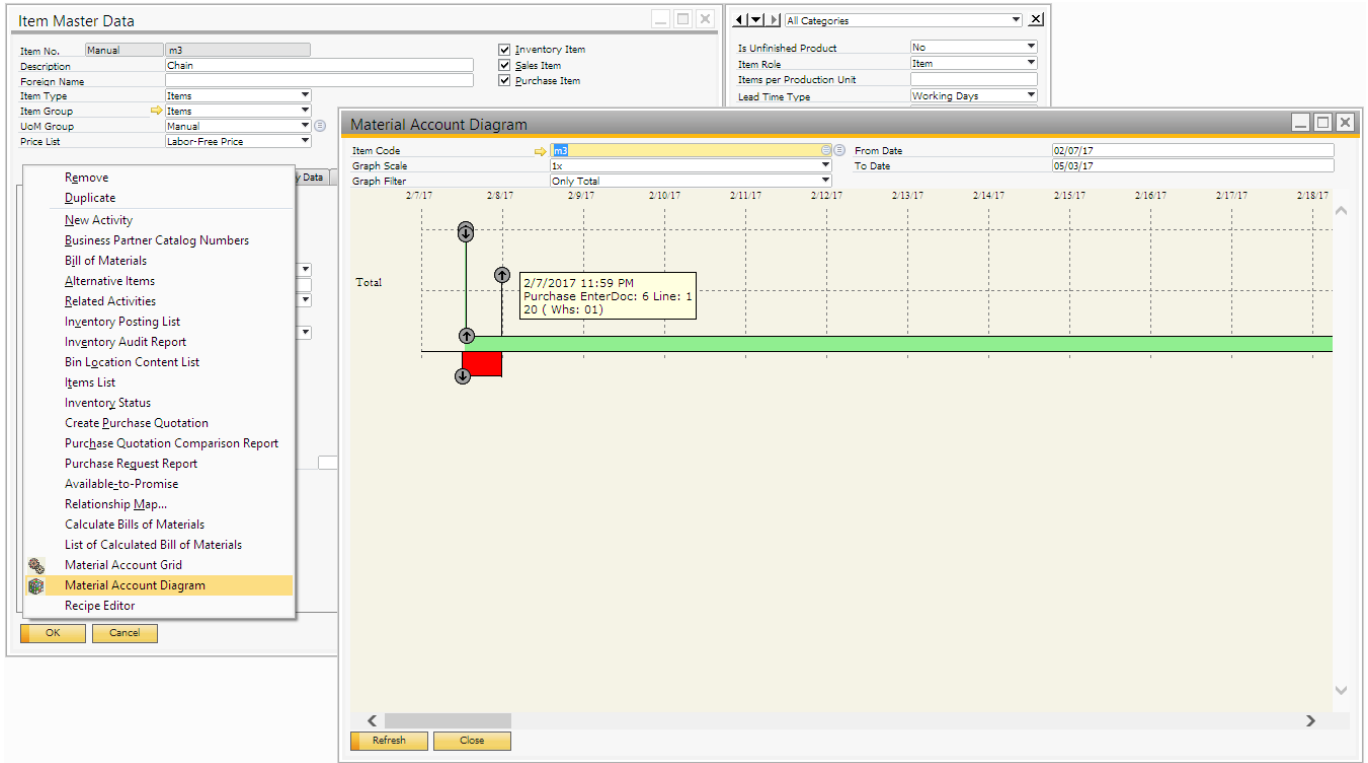 Item Master Data
Item No. Manual m3
Description Chain
Foreign Name
Item Type Items
Item Group Items
UoM Group Manual
Price List Labor-Free Price
Inventory Item
Sales Item
Purchase Item
All Categories
Is Unfinished Product No
Item Role Item
Items per Production Unit
Lead Time Type Working Days
y Data
Remove
Duplicate
New Activity
Business Partner Catalog Numbers
Bill of Materials
Alternative Items
Related Activities
Inventory Posting List
Inventory Audit Report
Bin Location Content List
Items List
Inventory Status
Create Purchase Quotation
Purchase Quotation Comparison Report
Purchase Request Report
Available-to-Promise
Relationship Map...
Calculate Bills of Materials
List of Calculated Bill of Materials
Material Account Grid
Material Account Diagram
Recipe Editor
OK Cancel
Material Account Diagram
Item Code m3 From Date 02/07/17
Graph Scale 1x To Date 05/03/17
Graph Filter Only Total
2/7/17 2/8/17 2/9/17 2/10/17 2/11/17 2/12/17 2/13/17 2/14/17 2/15/17 2/16/17 2/17/17 2/18/17
Total
2/7/2017 11:59 PM
Purchase EnterDoc: 6 Line: 1
20 ( Whs: 01)
Refresh Close